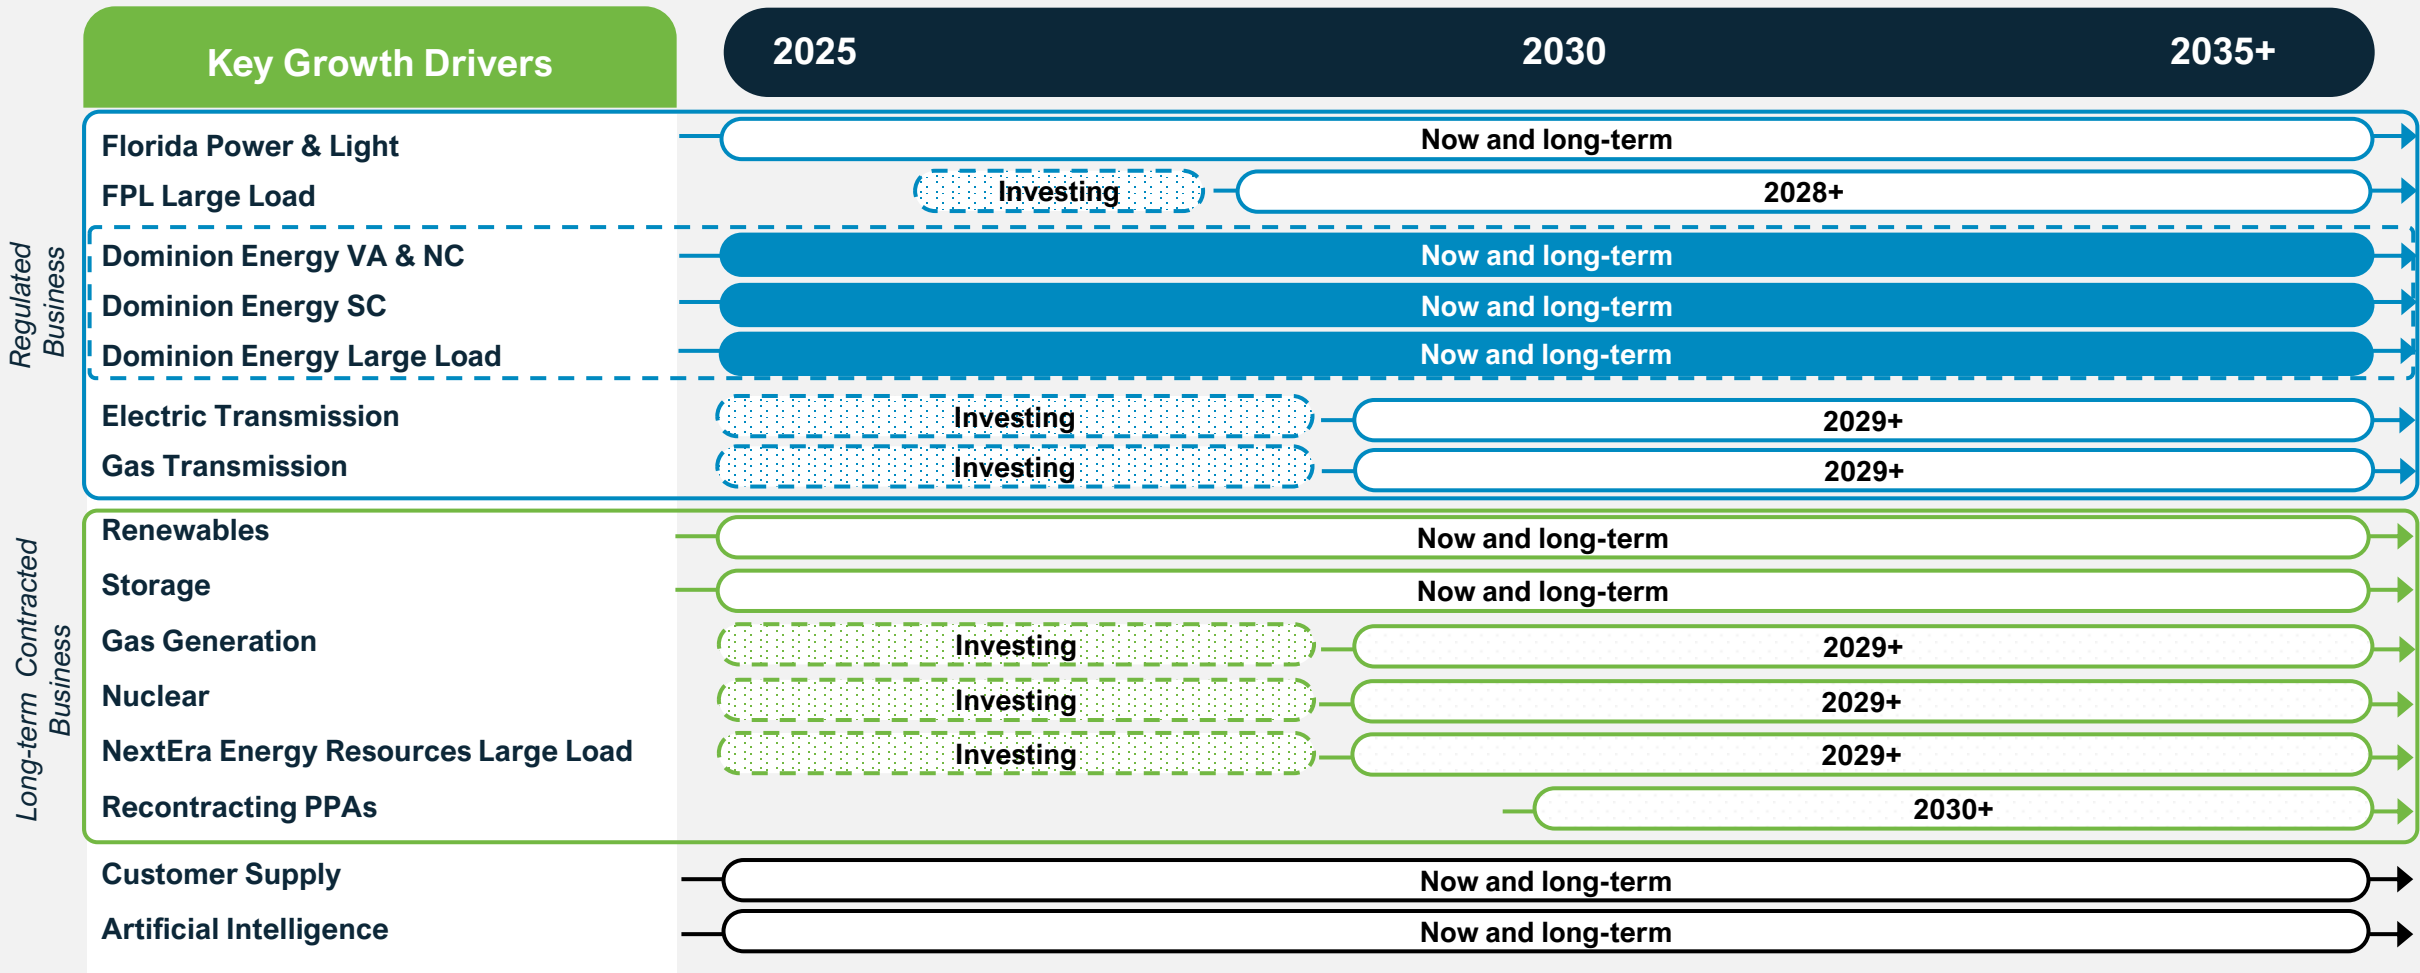 Key Growth Drivers
2025 2030 2035+
Regulated
Business
Florida Power & Light Now and long-term
FPL Large Load Investing 2028+
Dominion Energy VA & NC Now and long-term
Dominion Energy SC Now and long-term
Dominion Energy Large Load Now and long-term
Electric Transmission Investing 2029+
Gas Transmission Investing 2029+
Long-term Contracted
Business
Renewables Now and long-term
Storage Now and long-term
Gas Generation Investing 2029+
Nuclear Investing 2029+
NextEra Energy Resources Large Load Investing 2029+
Recontracting PPAs 2030+
Customer Supply Now and long-term
Artificial Intelligence Now and long-term